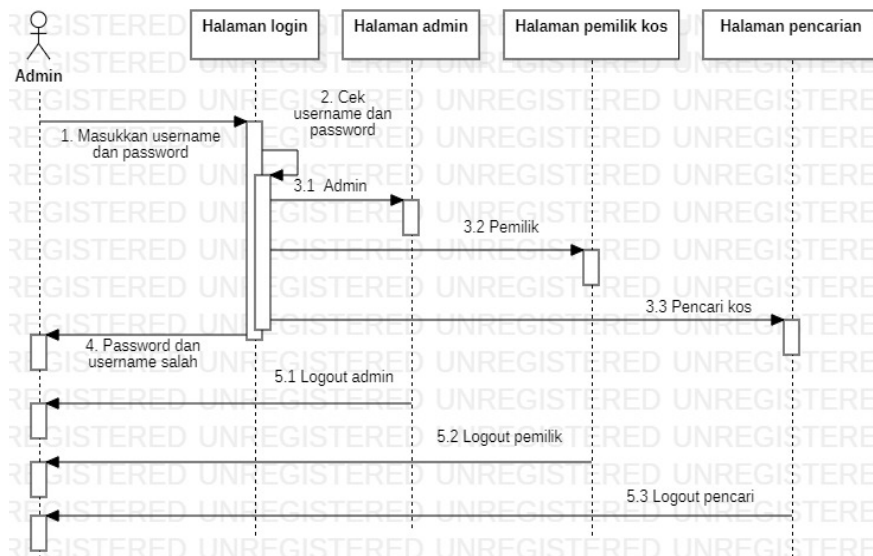 Halaman login
Halaman admin
Halaman pemilik kos
Halaman pencarian
Admin
2. Cek
username dan
password
1. Masukkan username
dan password
3.1 Admin
3.2 Pemilik
3.3 Pencari kos
4. Password dan
username salah
5.1 Logout admin
5.2 Logout pemilik
5.3 Logout pencari
UNREGISTERED